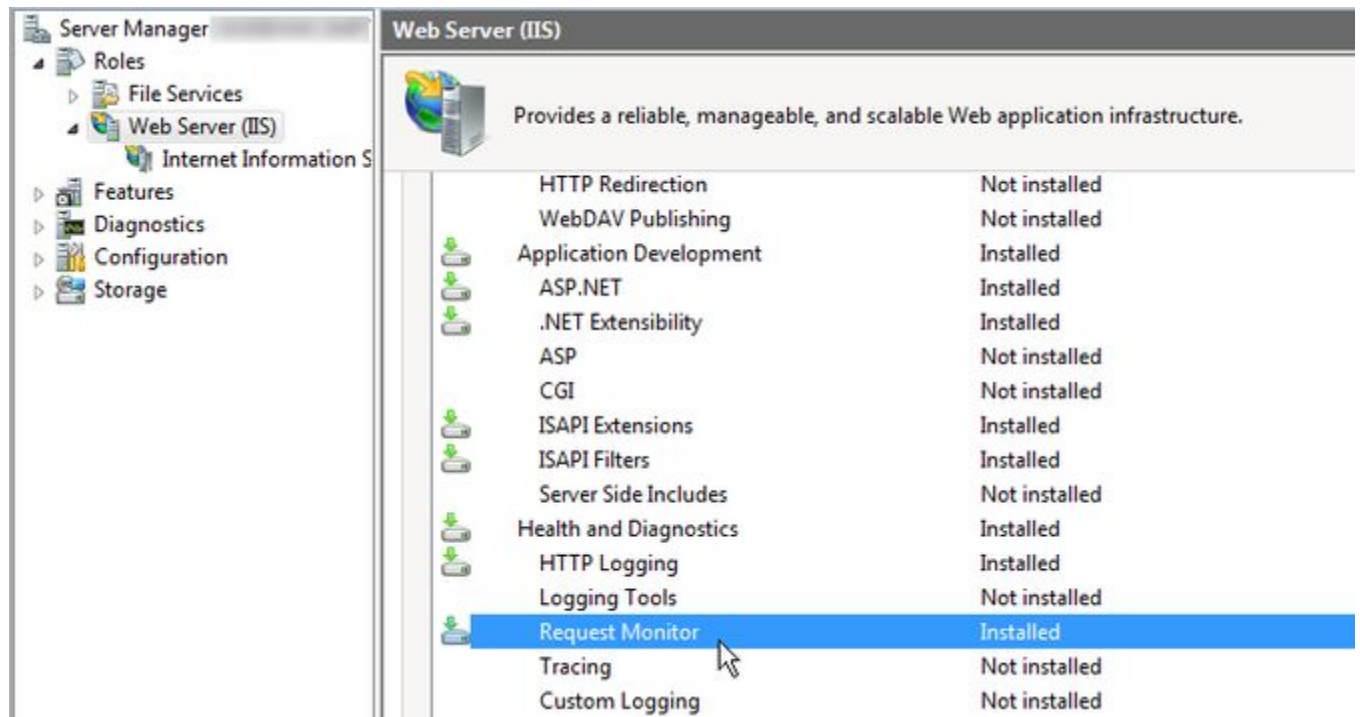 Server Manager
Roles
File Services
Web Server (IIS)
Internet Information S
Features
Diagnostics
Configuration
Storage
Web Server (IIS)
Provides a reliable, manageable, and scalable Web application infrastructure.
HTTP Redirection Not installed
WebDAV Publishing Not installed
Application Development Installed
ASP.NET Installed
.NET Extensibility Installed
ASP Not installed
CGI Not installed
ISAPI Extensions Installed
ISAPI Filters Installed
Server Side Includes Not installed
Health and Diagnostics Installed
HTTP Logging Installed
Logging Tools Not installed
Request Monitor Installed
Tracing Not installed
Custom Logging Not installed